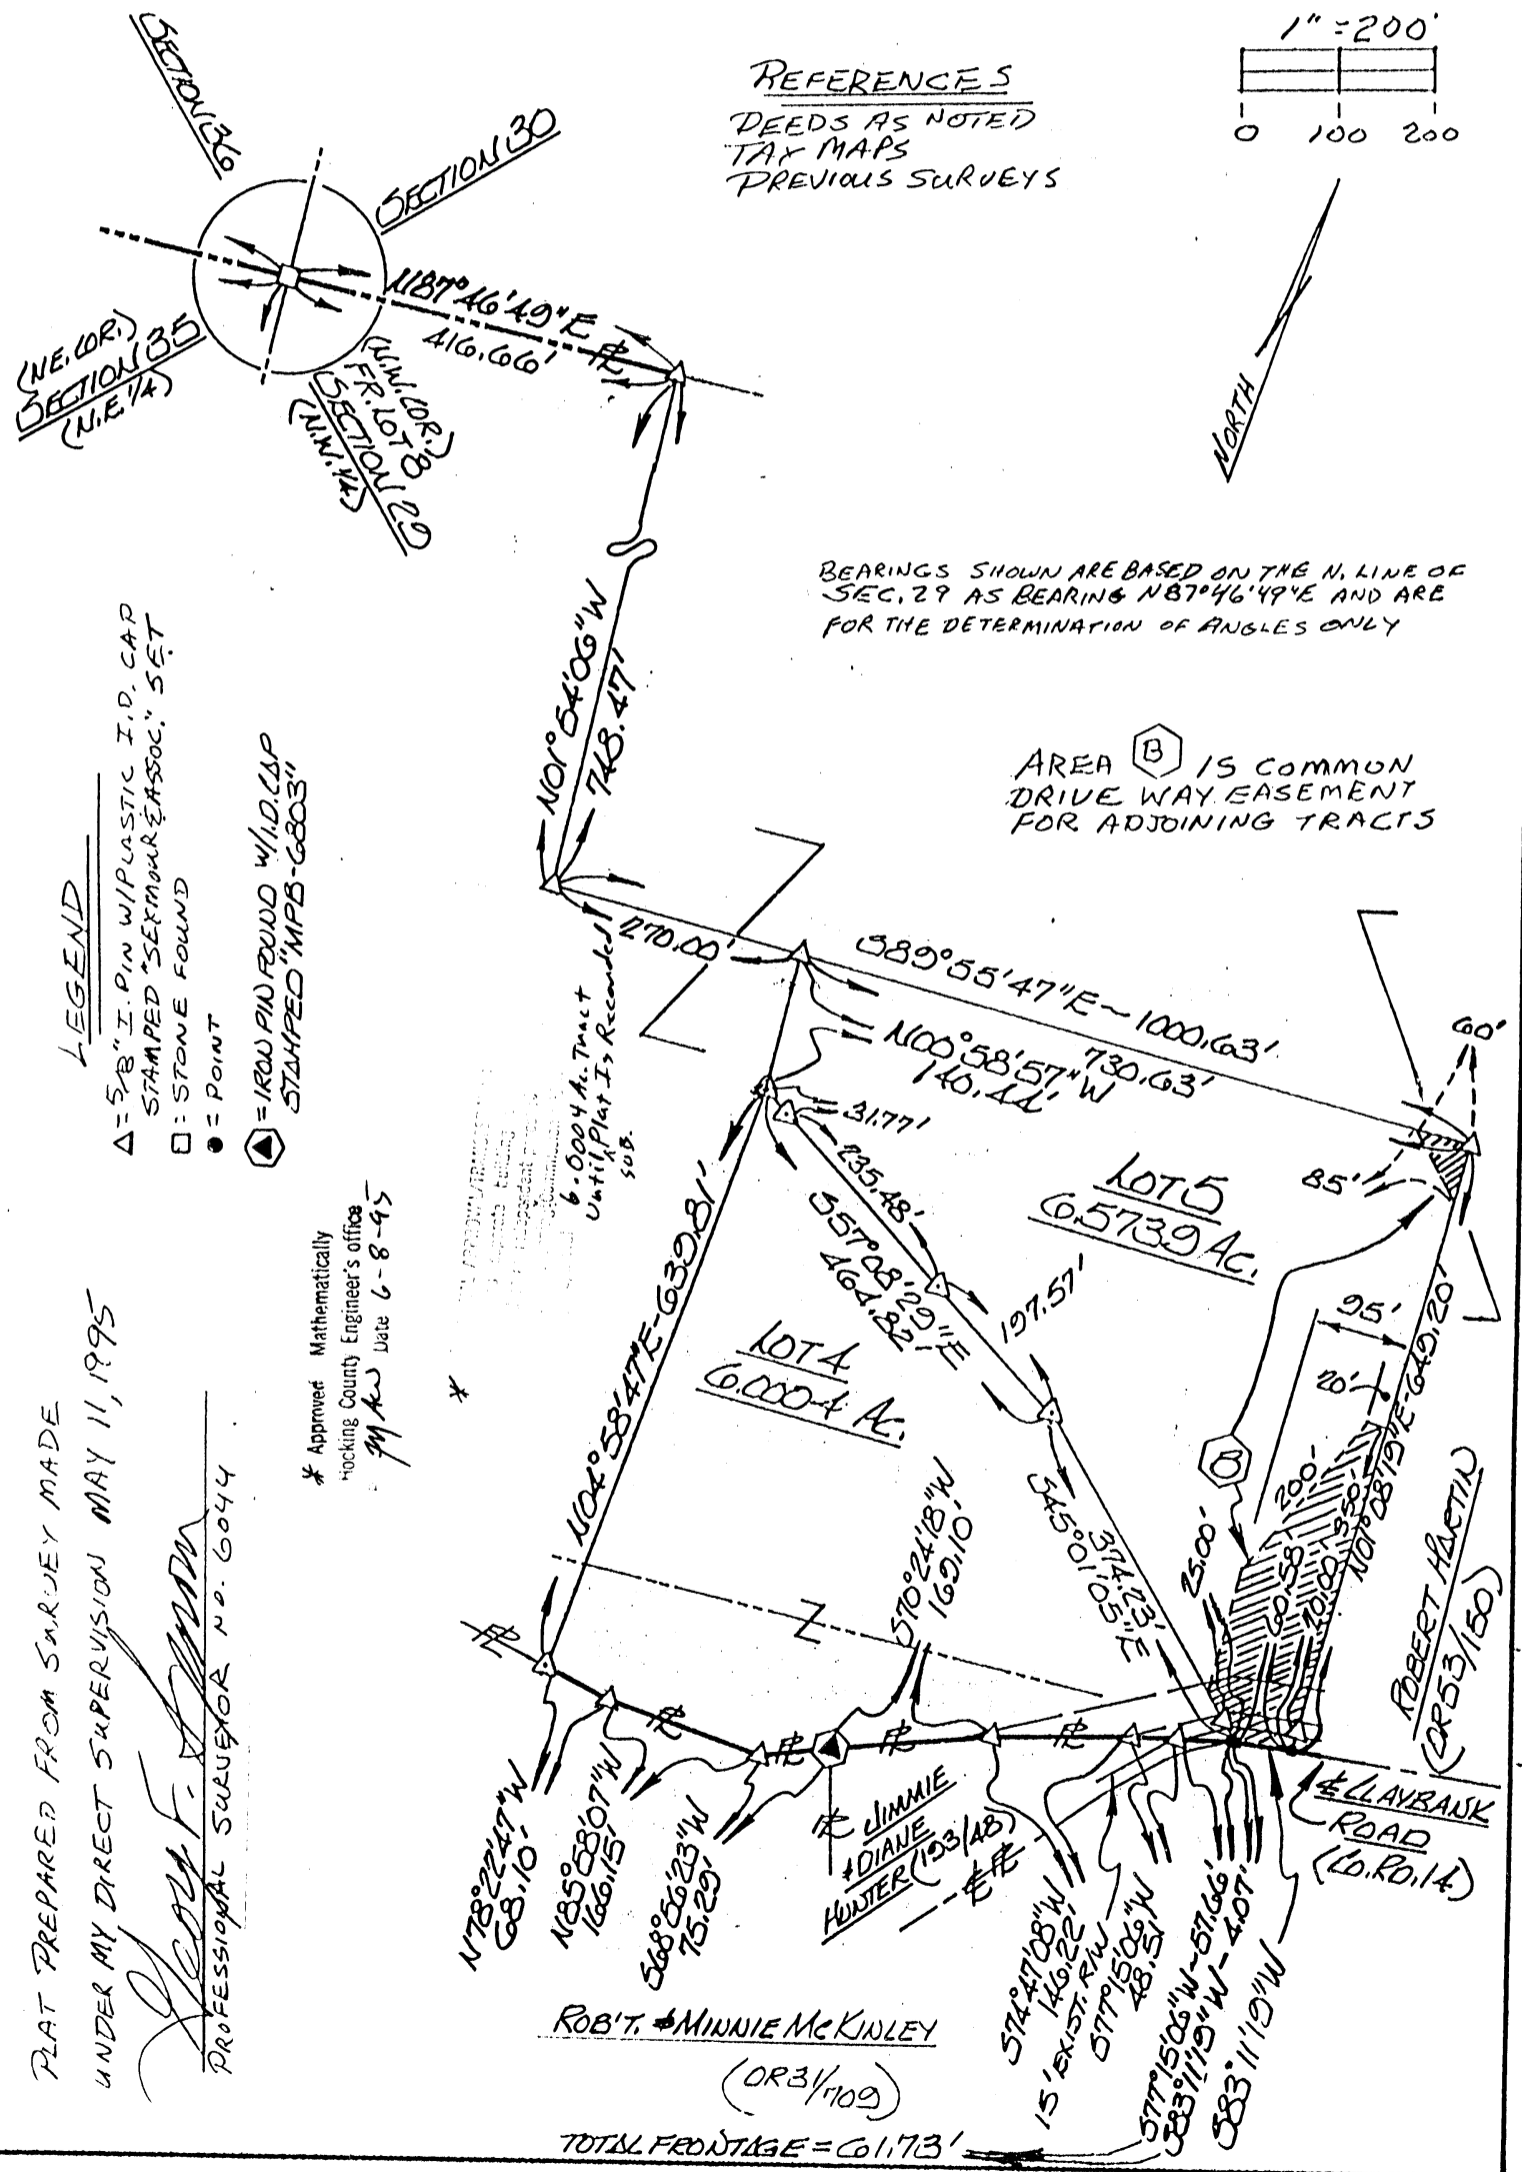 1" = 200'
0 100 200
REFERENCES
DEEDS AS NOTED
TAX MAPS
PREVIOUS SURVEYS
NORTH
SECTION 36
SECTION 30
(N.E. COR.)
SECTION 35
(N.E. 1/4)
(N.W. COR.)
FR. LOT 8
SECTION 29
(N.W. 1/4)
N87°46'49"E
416.66'
BEARINGS SHOWN ARE BASED ON THE N. LINE OF
SEC. 29 AS BEARING N87°46'49"E AND ARE
FOR THE DETERMINATION OF ANGLES ONLY
N01°54'06"W
748.47'
AREA B IS COMMON
DRIVE WAY EASEMENT
FOR ADJOINING TRACTS
LEGEND
△ = 5/8" I. PIN W/PLASTIC I.D. CAP
STAMPED "SEYMOUR & ASSOC." SET
□ = STONE FOUND
● = POINT
= IRON PIN FOUND W/I.D. CAP
STAMPED "MPB-6803"
270.00'
S89°55'47"E ~ 1000.63'
730.63'
N00°58'57"W
140.44'
31.77'
6.0004 Ac. Tract
Until Plat Is Recorded
SUB.
60'
85'
235.48'
S57°08'29"E
464.82'
197.57'
LOT 5
6.5739 AC.
LOT 4
6.0004 AC.
N04°58'47"E-639.81'
95'
20'
N01°08'19"E-649.20'
B
200'
350'
60.58
25.00'
374.23'
S45°01'05"E
S70°24'18"W
169.10'
ROBERT MARTIN
(OR53/150)
* Approved Mathematically
Hocking County Engineer's office
Date 6-8-95
*
PLAT PREPARED FROM SURVEY MADE
UNDER MY DIRECT SUPERVISION MAY 11, 1995
PROFESSIONAL SURVEYOR NO. 6044
N78°22'47"W
68.10'
N85°58'07"W
166.15'
S68°56'23"W
75.29'
JIMMIE
& DIANE
HUNTER (193/48)
CLAYBANK
ROAD
(CO. RD. 14)
S74°47'08"W
146.22'
15' EXIST. R/W
S77°15'06"W
48.51'
S77°15'06"W-57.66'
S83°11'19"W-4.07'
S83°11'19"W
ROB'T. & MINNIE McKINLEY
(OR31/709)
TOTAL FRONTAGE = 61.73'